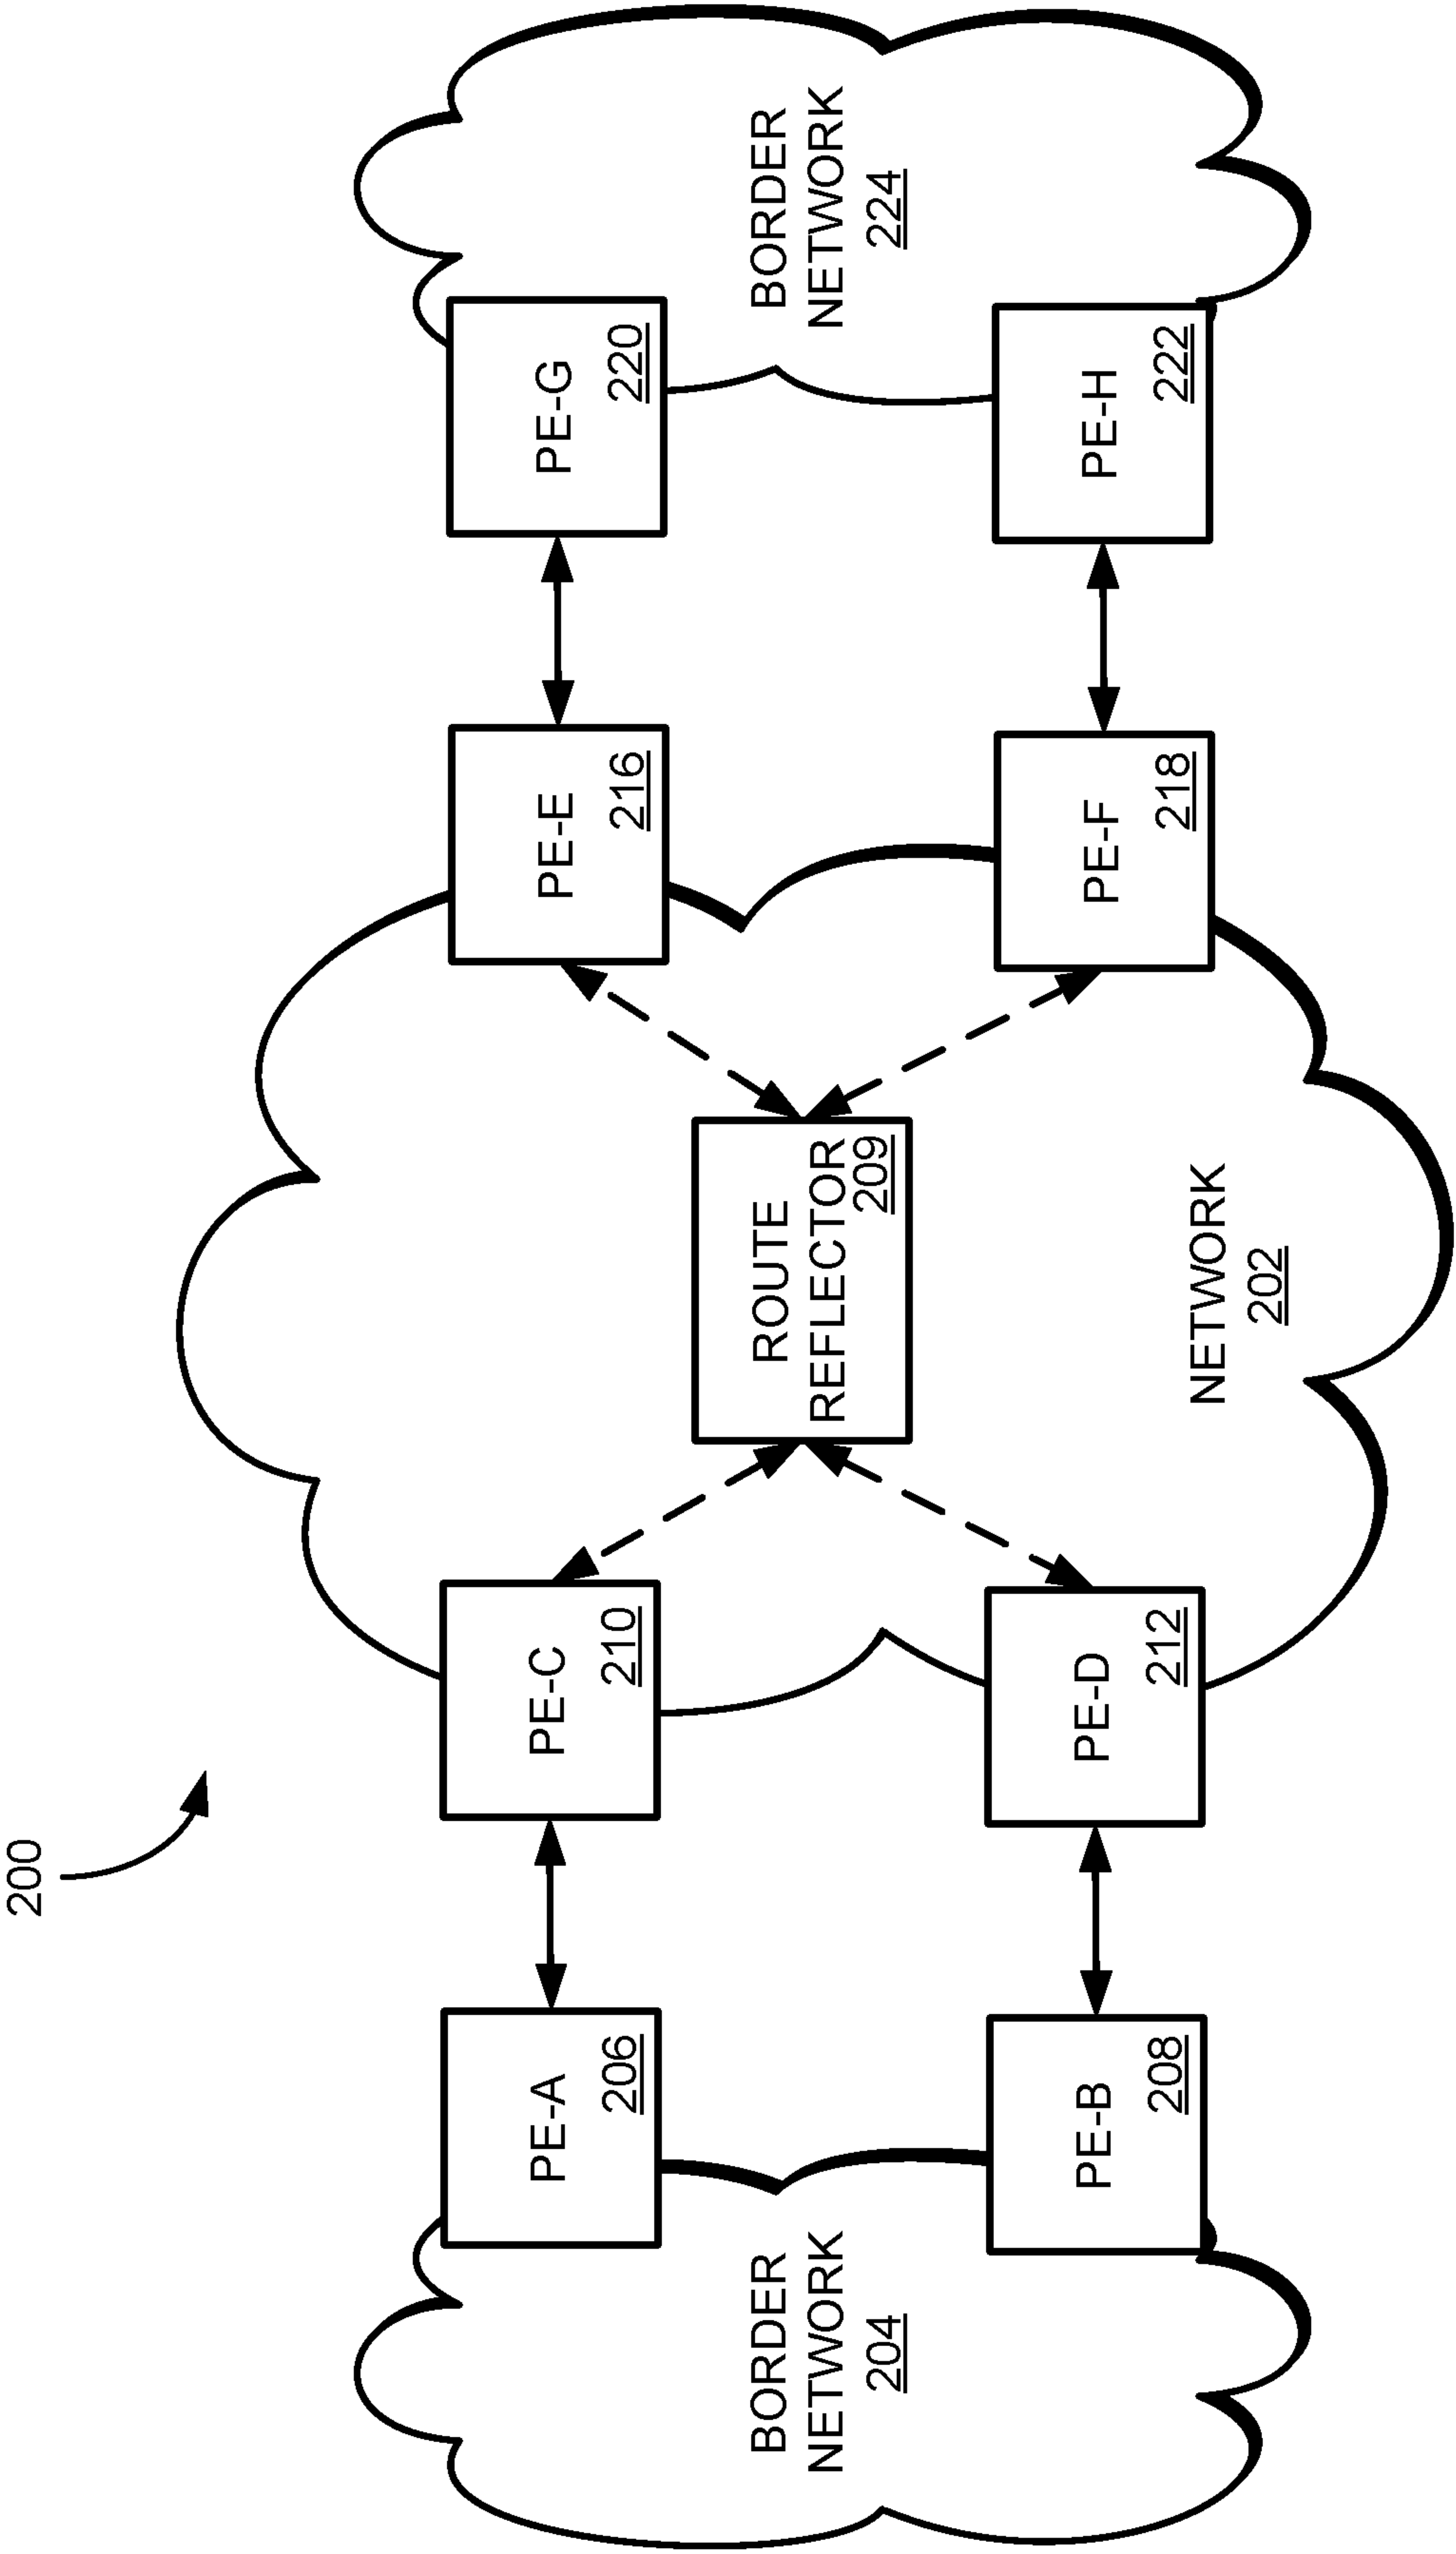 200
BORDER
NETWORK
204
PE-A
206
PE-B
208
PE-C
210
PE-D
212
ROUTE
REFLECTOR
209
NETWORK
202
PE-E
216
PE-F
218
PE-G
220
PE-H
222
BORDER
NETWORK
224